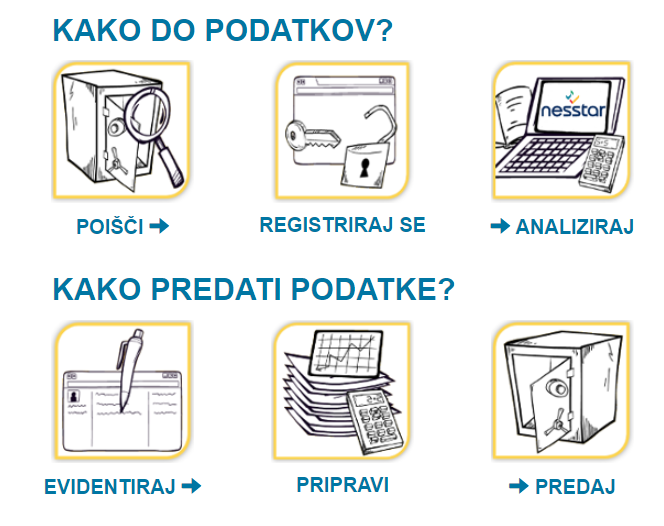 KAKO DO PODATKOV?
nesstar
POIŠČI ➜
REGISTRIRAJ SE
➜ ANALIZIRAJ
KAKO PREDATI PODATKE?
EVIDENTIRAJ ➜
PRIPRAVI
➜ PREDAJ